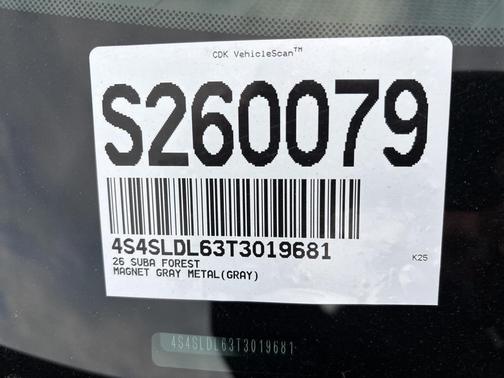 CDK VehicleScan™
S260079
4S4SLDL63T3019681
26 SUBA FOREST
K25
MAGNET GRAY METAL(GRAY)
4S4SLDL63T3019681